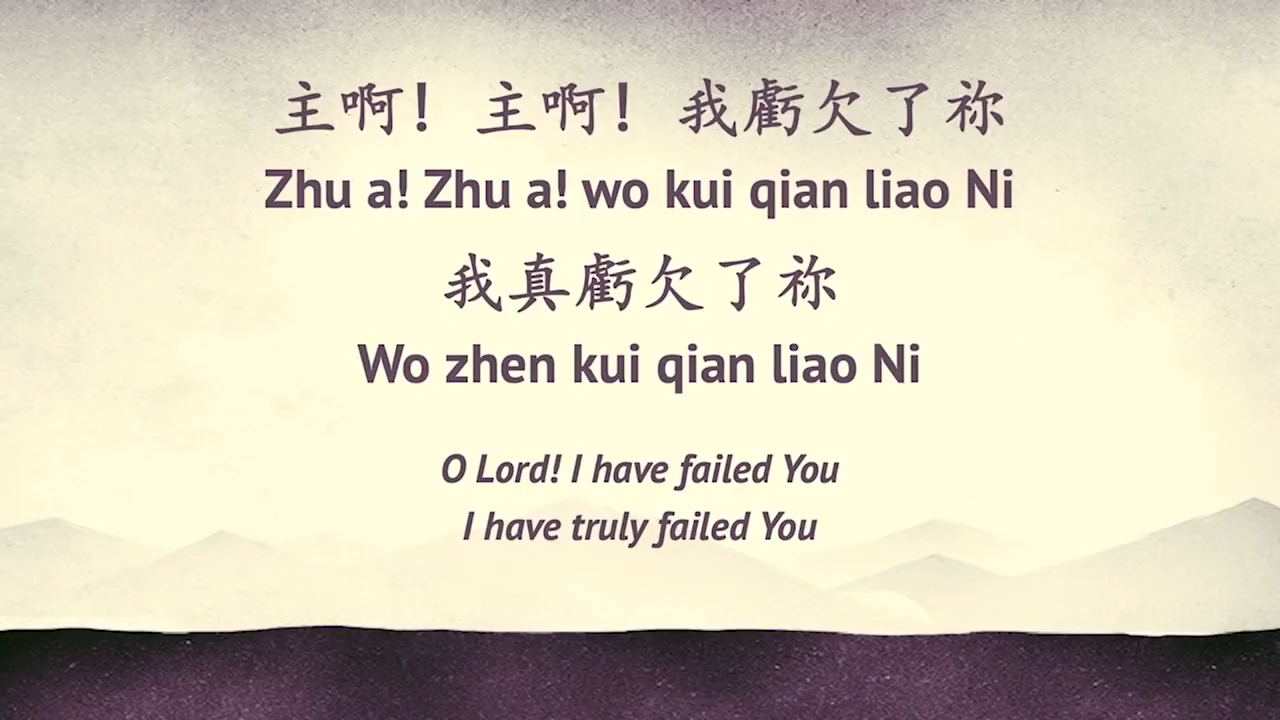 主啊！ 主啊！ 我虧欠了祢
Zhu a! Zhu a! wo kui qian liao Ni
我真虧欠了祢
Wo zhen kui qian liao Ni
O Lord! I have failed You
I have truly failed You